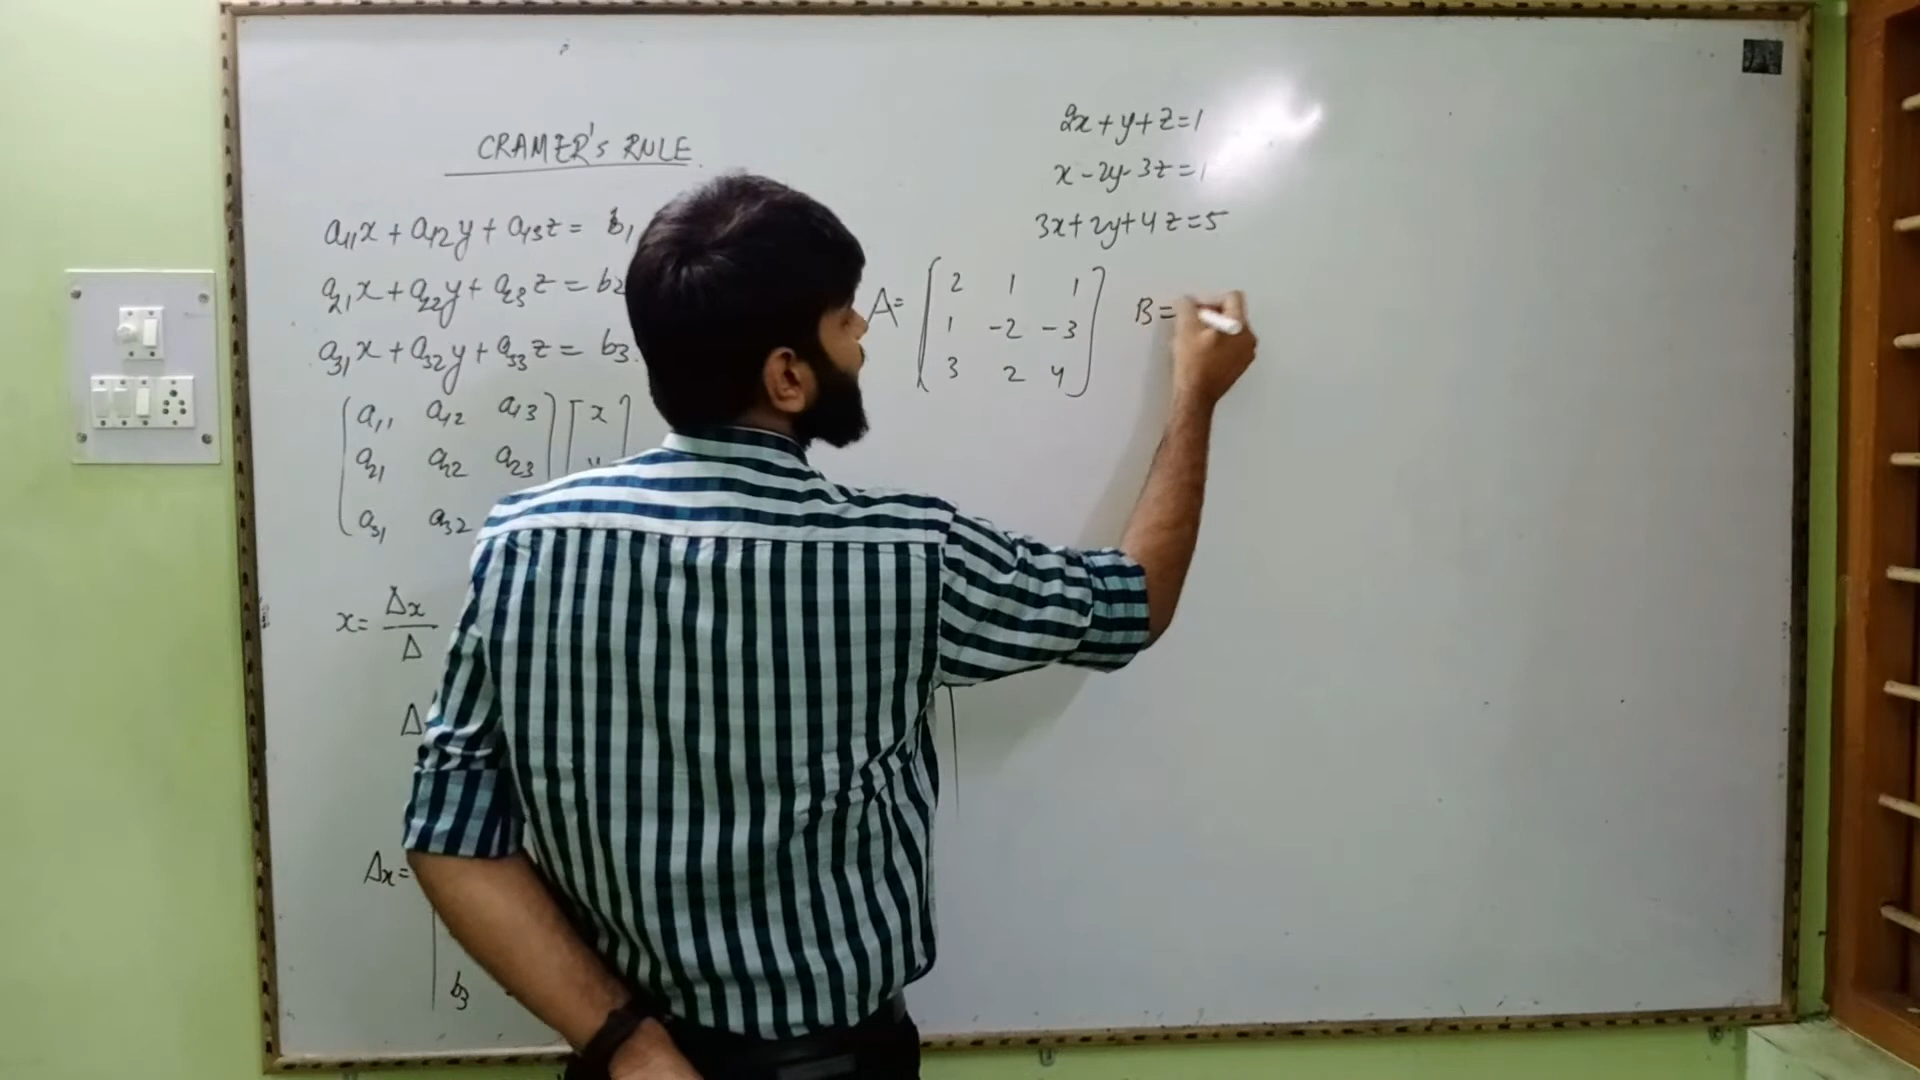 CRAMER's RULE
a11x + a12y + a13z = b1
a21x + a22y + a23z = b2
a31x + a32y + a33z = b3.
[a11 a12 a13] [x]
a21 a22 a23
a31 a32
x = Δx / Δ
Δ
Δx =
b3
2x + y + z = 1
x - 2y - 3z = 1
3x + 2y + 4z = 5
A = [2 1 1] B =
1 -2 -3
3 2 4